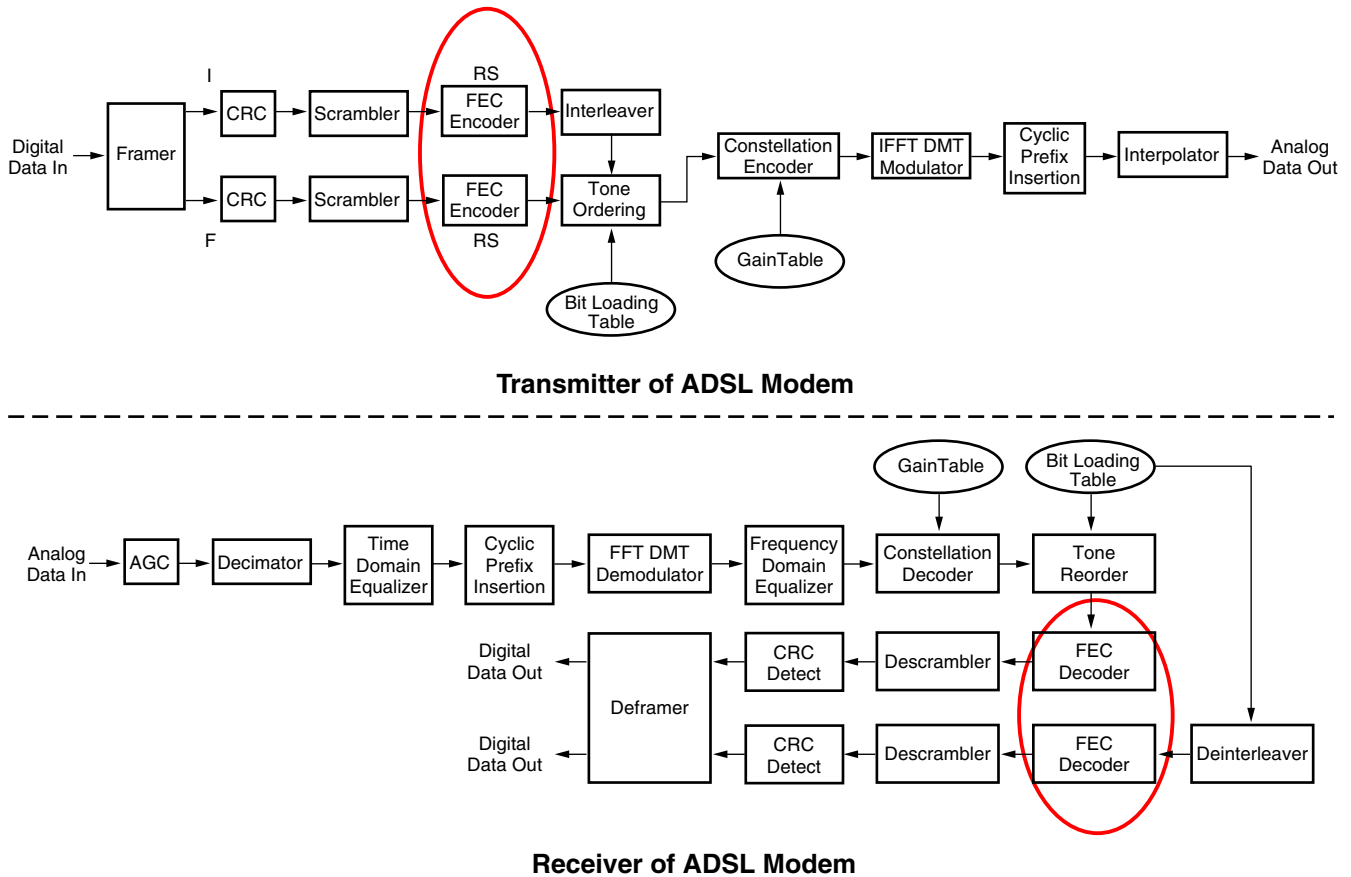 I
RS
CRC
Scrambler
FEC
Encoder
Interleaver
Digital
Data In
Framer
Constellation
Encoder
IFFT DMT
Modulator
Cyclic
Prefix
Insertion
Interpolator
Analog
Data Out
CRC
Scrambler
FEC
Encoder
Tone
Ordering
F
RS
GainTable
Bit Loading
Table
Transmitter of ADSL Modem
GainTable
Bit Loading
Table
Analog
Data In
AGC
Decimator
Time
Domain
Equalizer
Cyclic
Prefix
Insertion
FFT DMT
Demodulator
Frequency
Domain
Equalizer
Constellation
Decoder
Tone
Reorder
Digital
Data Out
Deframer
CRC
Detect
Descrambler
FEC
Decoder
Digital
Data Out
CRC
Detect
Descrambler
FEC
Decoder
Deinterleaver
Receiver of ADSL Modem